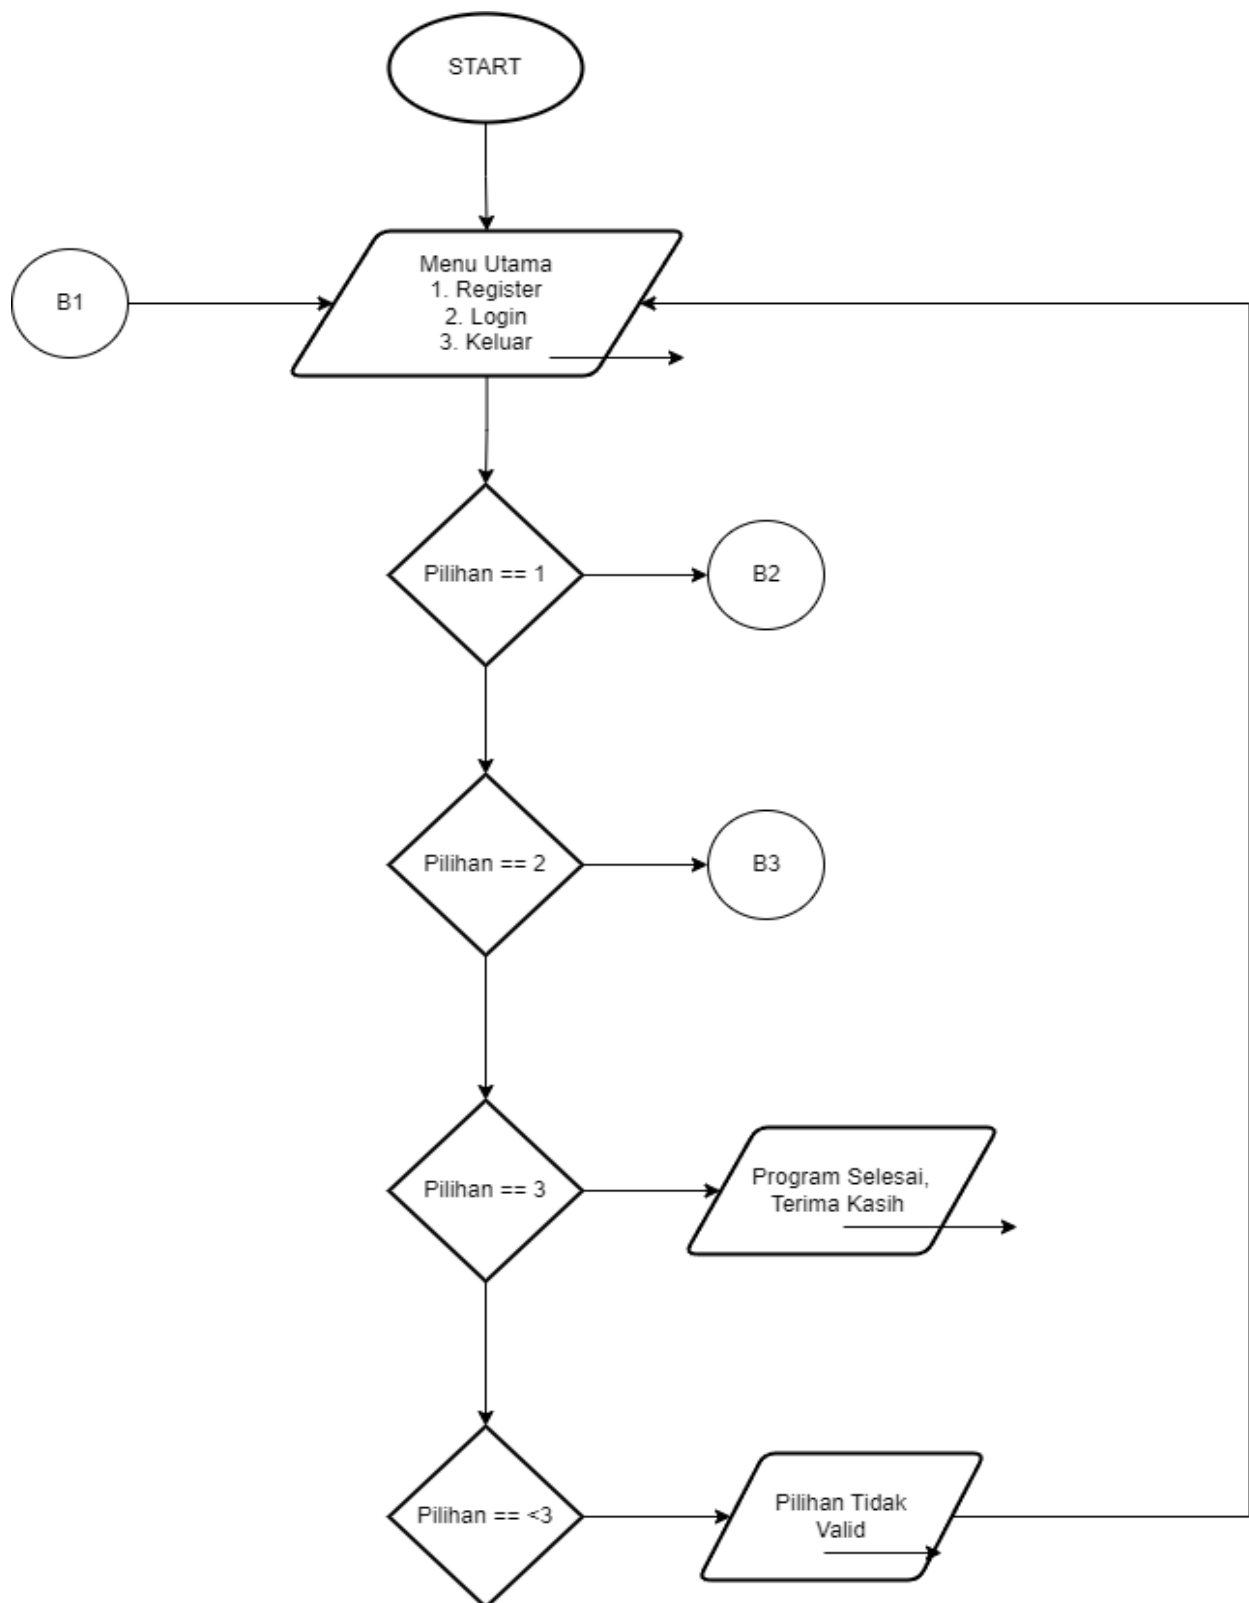 START
B1
Menu Utama
1. Register
2. Login
3. Keluar
Pilihan == 1
B2
Pilihan == 2
B3
Pilihan == 3
Program Selesai,
Terima Kasih
Pilihan == <3
Pilihan Tidak
Valid